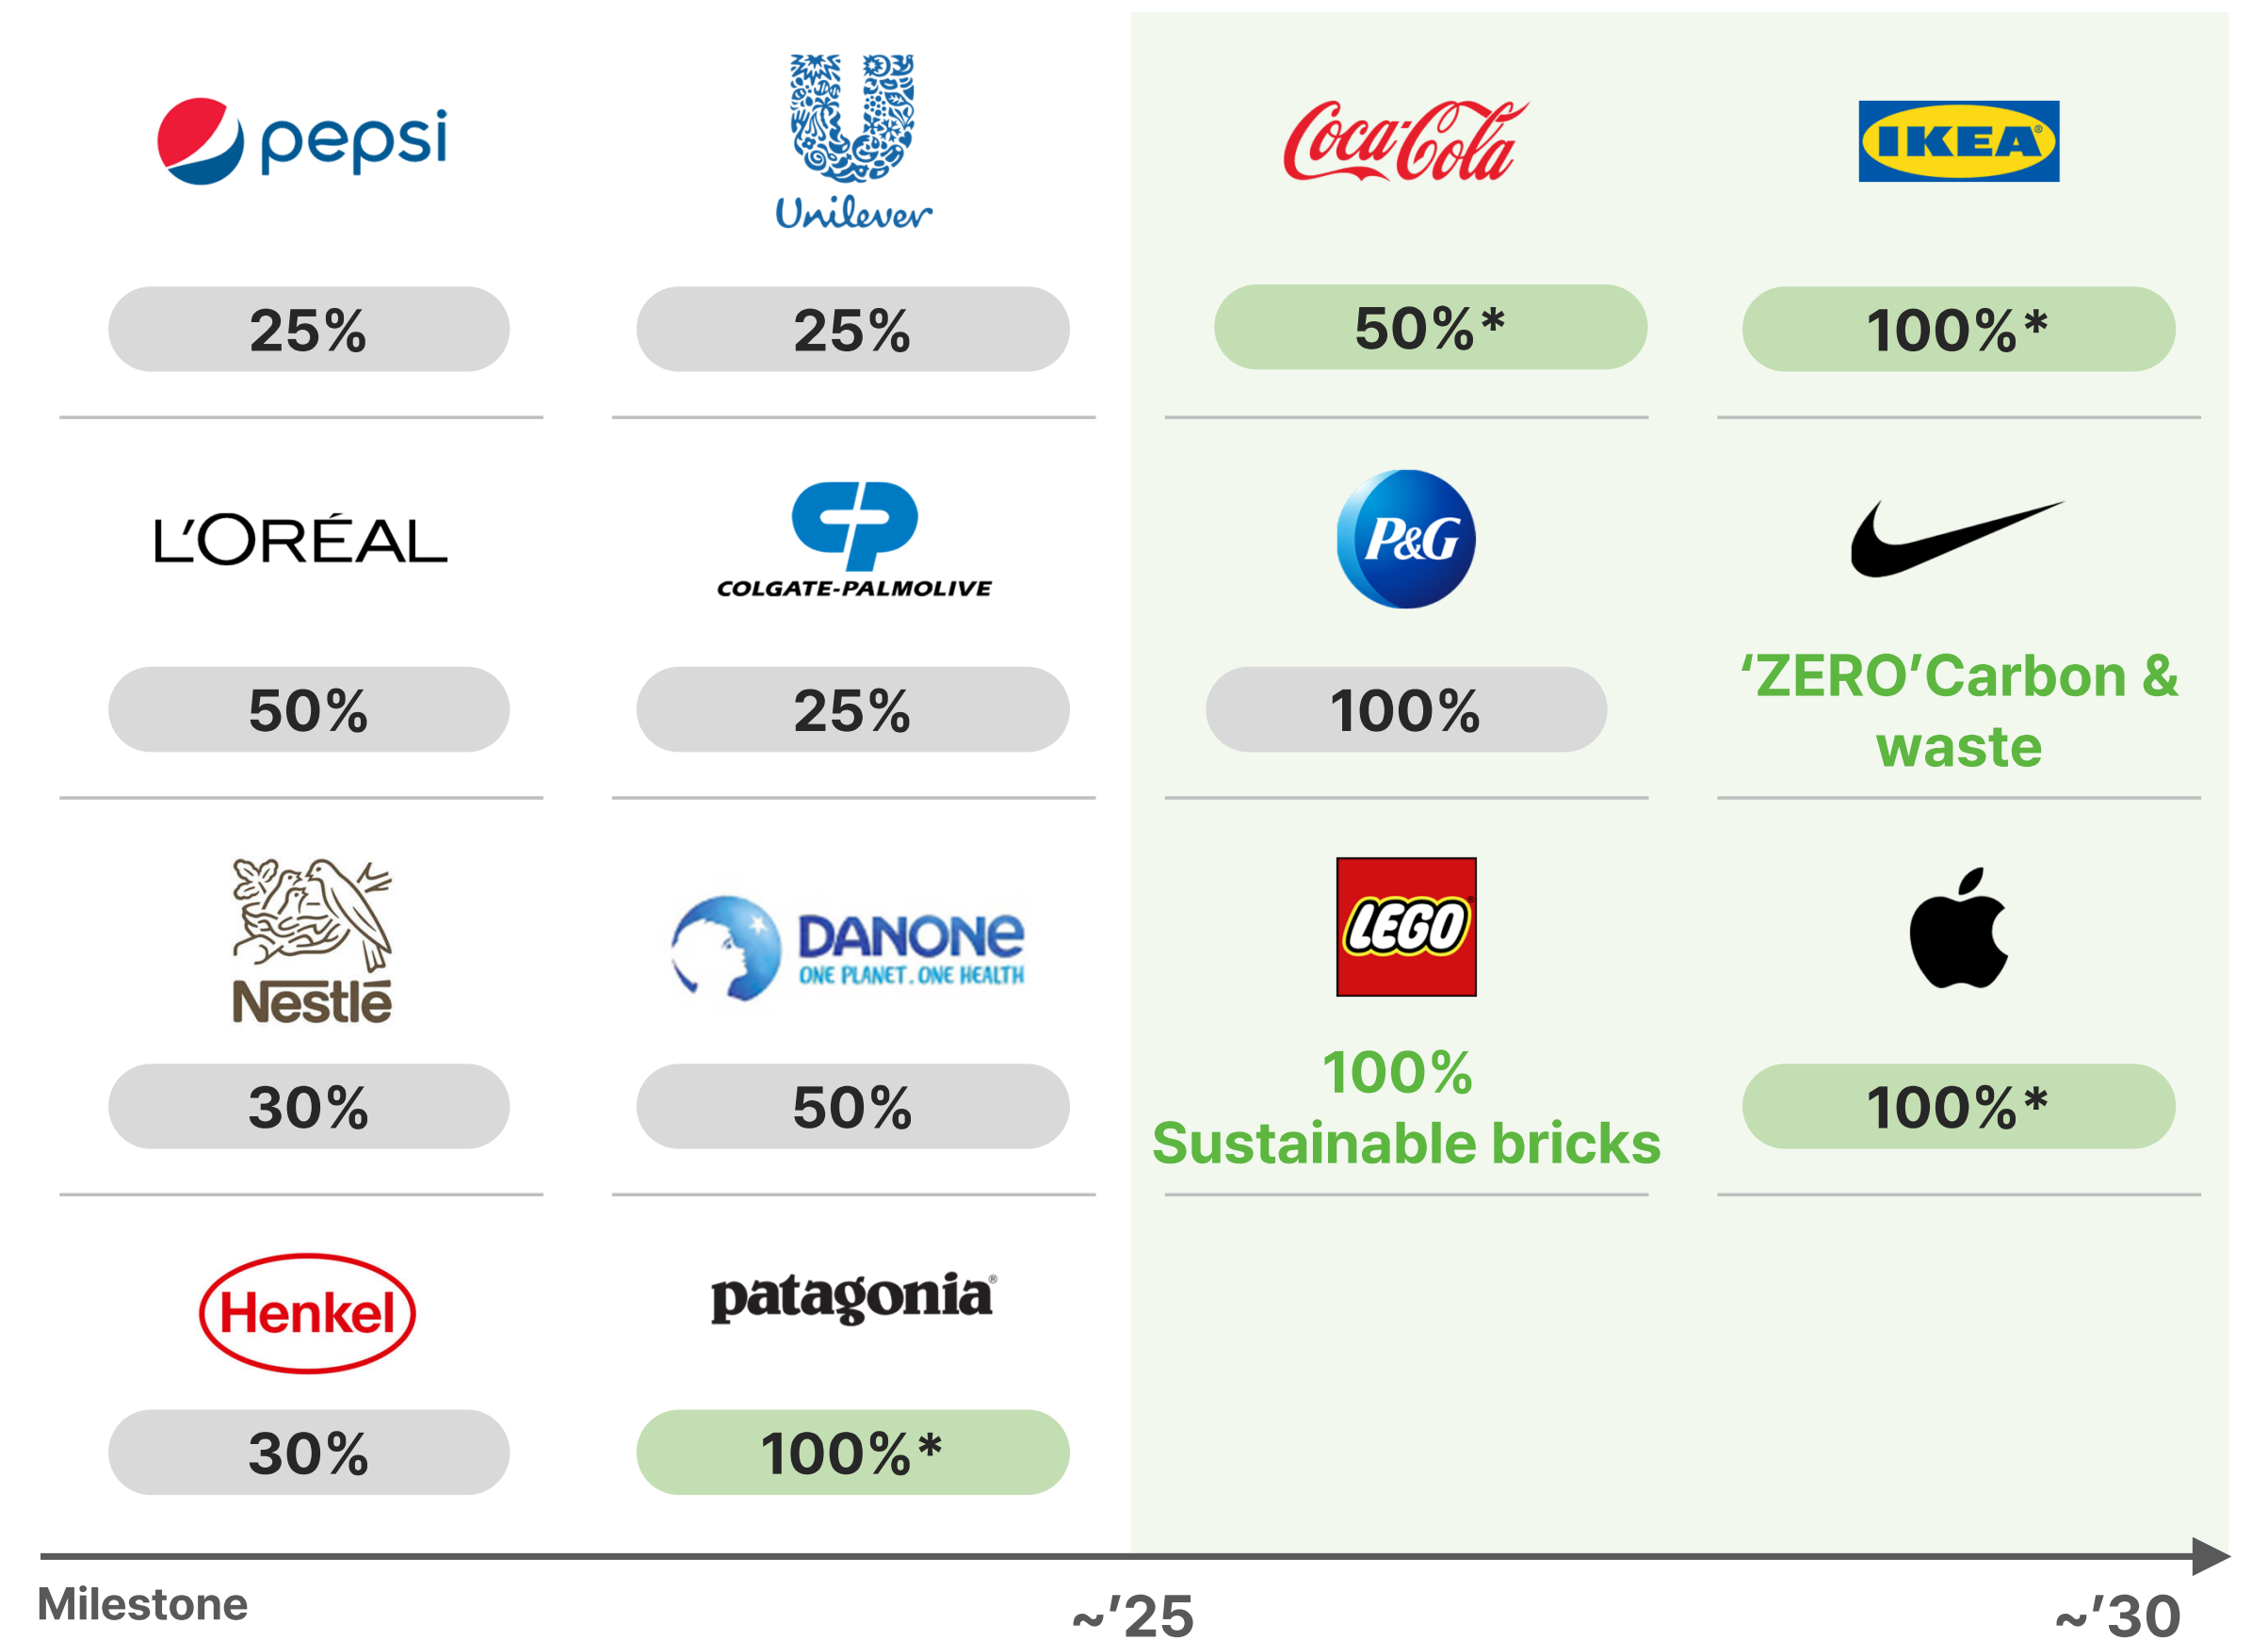 pepsi
Unilever
Coca-Cola
IKEA®
25%
25%
50%*
100%*
L'ORÉAL
COLGATE-PALMOLIVE
P&G
50%
25%
100%
‘ZERO’Carbon &
waste
Nestlé
DANONE
ONE PLANET. ONE HEALTH
LEGO
30%
50%
100%
Sustainable bricks
100%*
Henkel
patagonia®
30%
100%*
Milestone
~’25
~’30